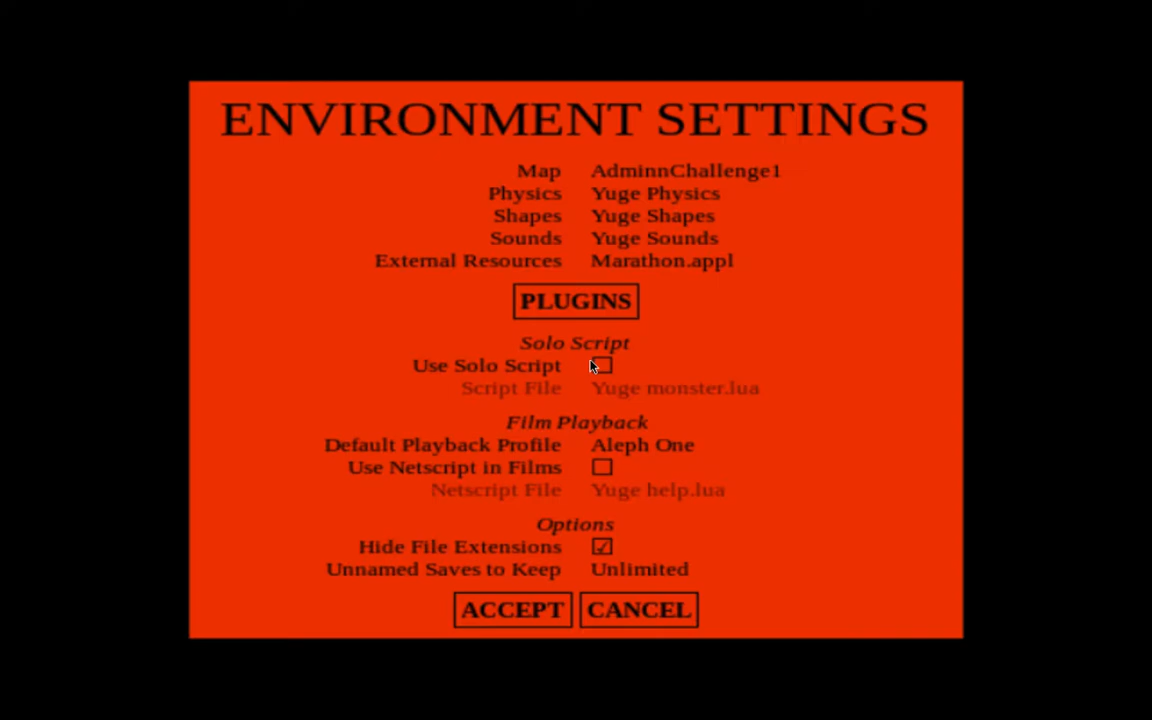 ENVIRONMENT SETTINGS
Map AdminnChallenge1
Physics Yuge Physics
Shapes Yuge Shapes
Sounds Yuge Sounds
External Resources Marathon.appl
PLUGINS
Solo Script
Use Solo Script
Script File Yuge monster.lua
Film Playback
Default Playback Profile Aleph One
Use Netscript in Films
Netscript File Yuge help.lua
Options
Hide File Extensions
Unnamed Saves to Keep Unlimited
ACCEPT CANCEL